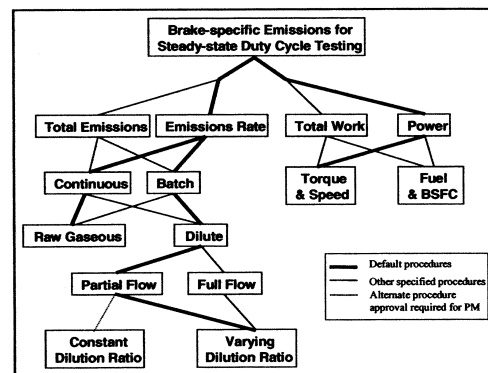 Brake-specific Emissions for
Steady-state Duty Cycle Testing
Total Emissions
Emissions Rate
Total Work
Power
Continuous
Batch
Torque
& Speed
Fuel
& BSFC
Raw Gaseous
Dilute
Partial Flow
Full Flow
Constant
Dilution Ratio
Varying
Dilution Ratio
Default procedures
Other specified procedures
Alternate procedure
approval required for PM